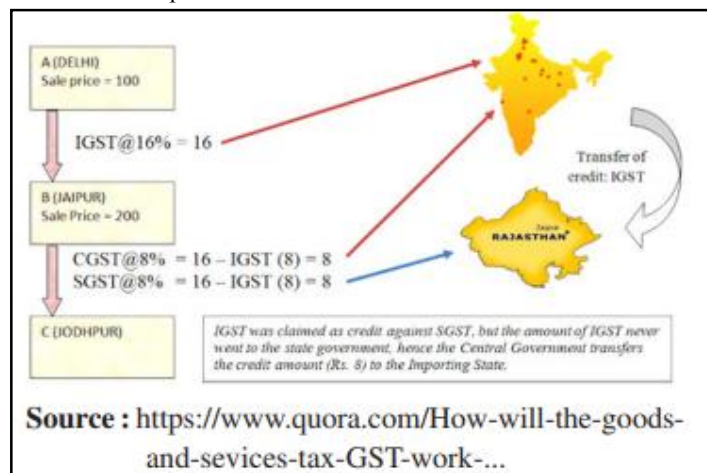 A (DELHI)
Sale price = 100
IGST@16% = 16
Transfer of
credit: IGST
B (JAIPUR)
Sale Price = 200
RAJASTHAN
CGST@8% = 16 – IGST (8) = 8
SGST@8% = 16 – IGST (8) = 8
C (JODHPUR)
IGST was claimed as credit against SGST, but the amount of IGST never
went to the state government, hence the Central Government transfers
the credit amount (Rs. 8) to the Importing State.
Source : https://www.quora.com/How-will-the-goods-
and-sevices-tax-GST-work-...